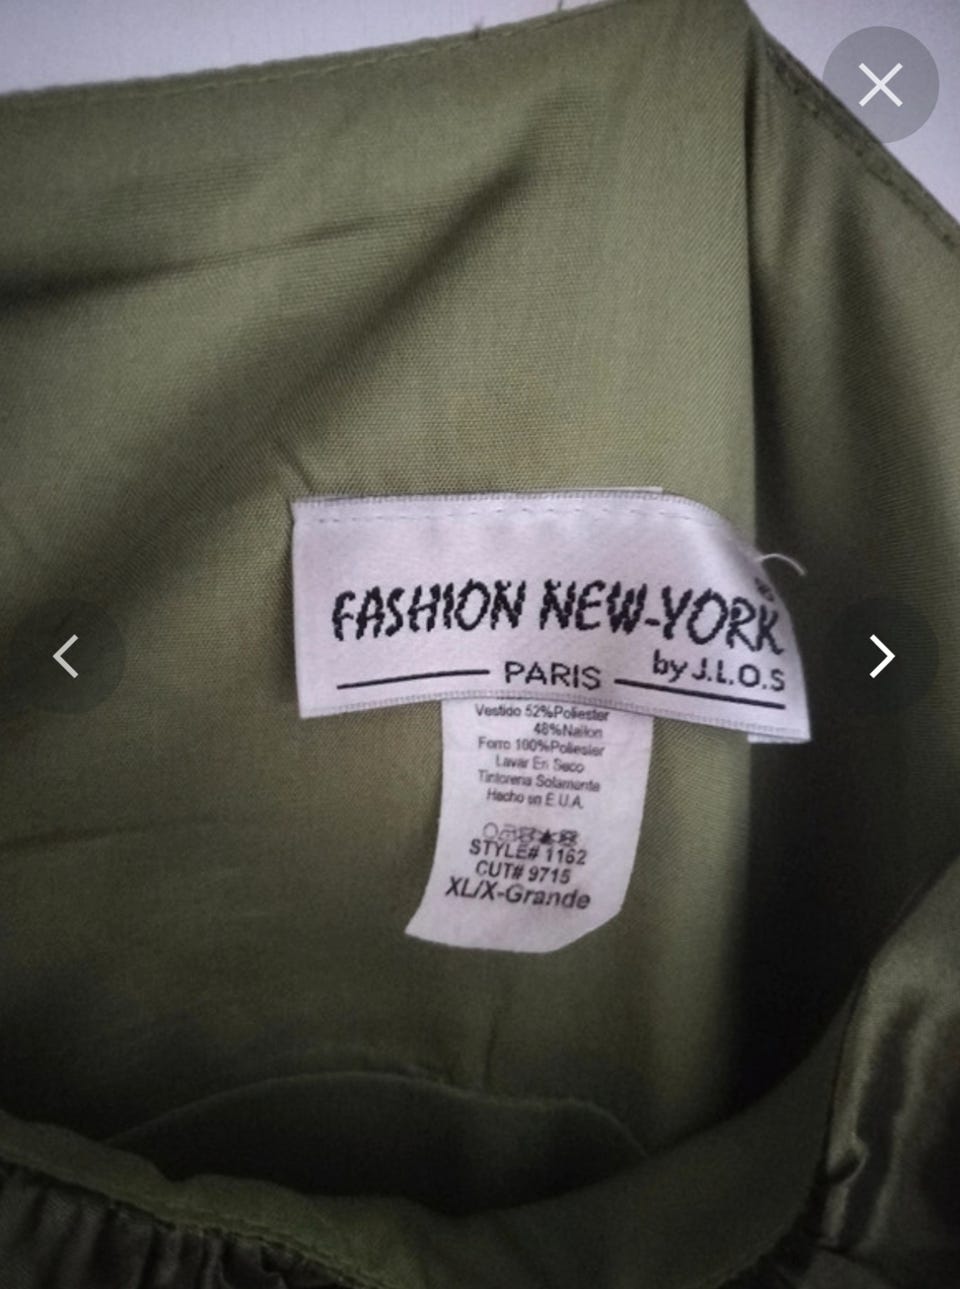 FASHION NEW-YORK
by J.L.O.S
PARIS
Vestido 52%Poliester
48%Nailon
Forro 100%Poliester
Lavar En Seco
Tintoreria Solamente
Hecho en E.U.A.
STYLE# 1162
CUT# 9715
XL/X-Grande